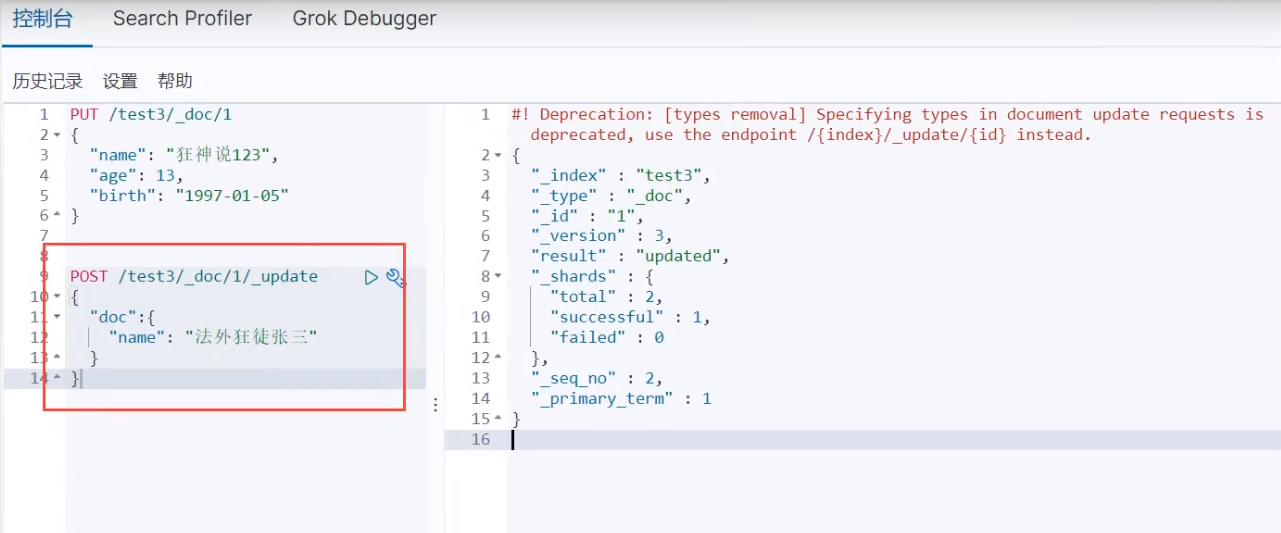 控制台 Search Profiler Grok Debugger
历史记录 设置 帮助
1 PUT /test3/_doc/1
2 {
3 "name": "狂神说123",
4 "age": 13,
5 "birth": "1997-01-05"
6 }
7
8
9 POST /test3/_doc/1/_update
10 {
11 "doc":{
12 "name": "法外狂徒张三"
13 }
14 }
1 #! Deprecation: [types removal] Specifying types in document update requests is
deprecated, use the endpoint /{index}/_update/{id} instead.
2 {
3 "_index" : "test3",
4 "_type" : "_doc",
5 "_id" : "1",
6 "_version" : 3,
7 "result" : "updated",
8 "_shards" : {
9 "total" : 2,
10 "successful" : 1,
11 "failed" : 0
12 },
13 "_seq_no" : 2,
14 "_primary_term" : 1
15 }
16